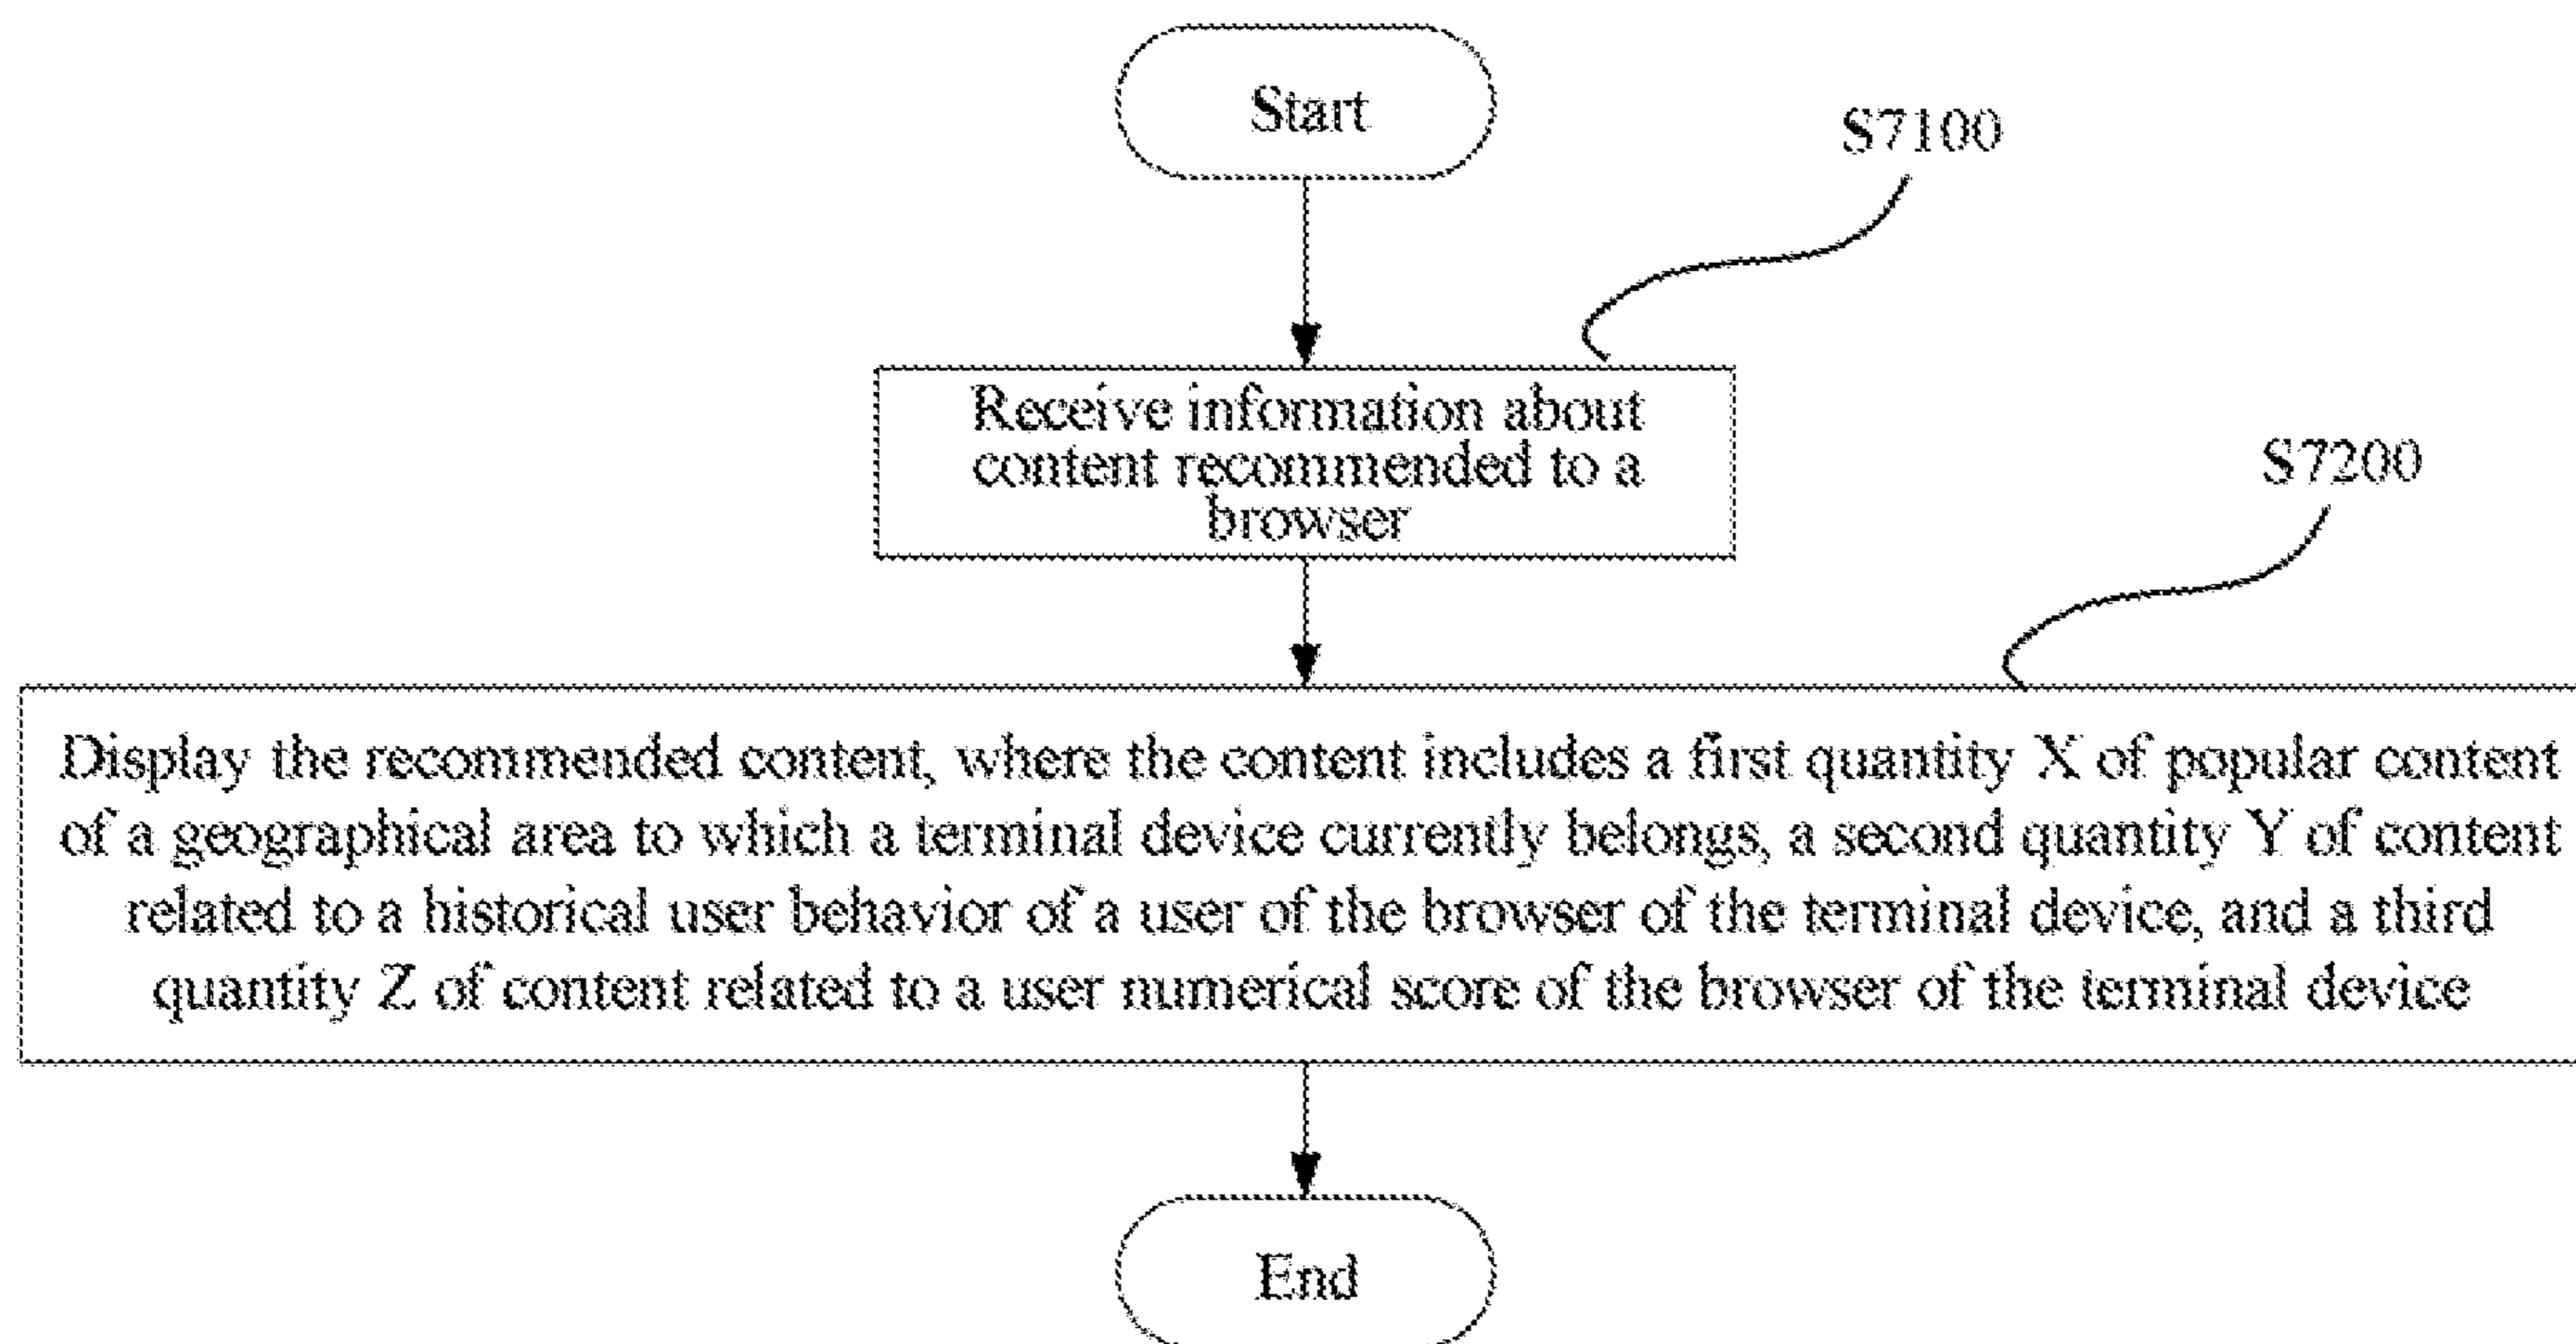 Start
S7100
Receive information about
content recommended to a
browser
S7200
Display the recommended content, where the content includes a first quantity X of popular content
of a geographical area to which a terminal device currently belongs, a second quantity Y of content
related to a historical user behavior of a user of the browser of the terminal device, and a third
quantity Z of content related to a user numerical score of the browser of the terminal device
End